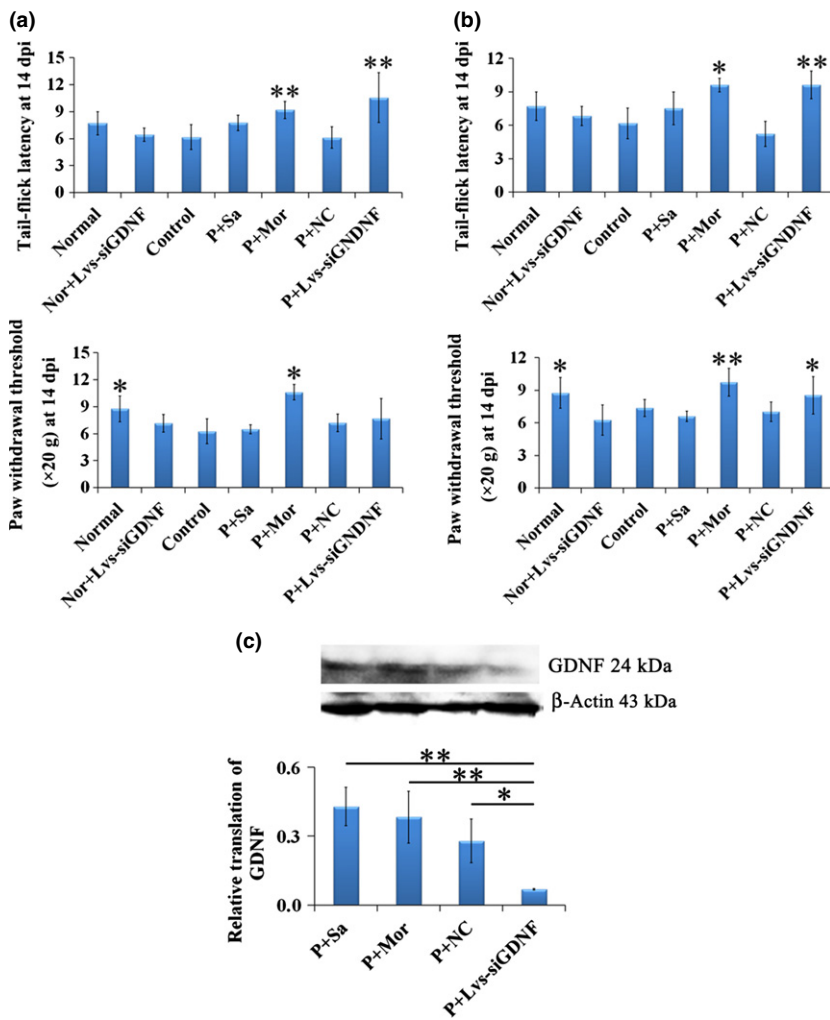 (a)
Tail-flick latency at 14 dpi
15
12
9
6
3
0
**
**
Normal
Nor+Lvs-siGDNF
Control
P+Sa
P+Mor
P+NC
P+Lvs-siGNDNF
Paw withdrawal threshold
(×20 g) at 14 dpi
15
12
9
6
3
0
*
*
Normal
Nor+Lvs-siGDNF
Control
P+Sa
P+Mor
P+NC
P+Lvs-siGNDNF
(b)
Tail-flick latency at 14 dpi
12
9
6
3
0
*
**
Normal
Nor+Lvs-siGDNF
Control
P+Sa
P+Mor
P+NC
P+Lvs-siGNDNF
Paw withdrawal threshold
(×20 g) at 14 dpi
12
9
6
3
0
*
**
*
Normal
Nor+Lvs-siGDNF
Control
P+Sa
P+Mor
P+NC
P+Lvs-siGNDNF
(c)
GDNF 24 kDa
β-Actin 43 kDa
Relative translation of
GDNF
0.6
0.3
0.0
**
**
*
P+Sa
P+Mor
P+NC
P+Lvs-siGDNF